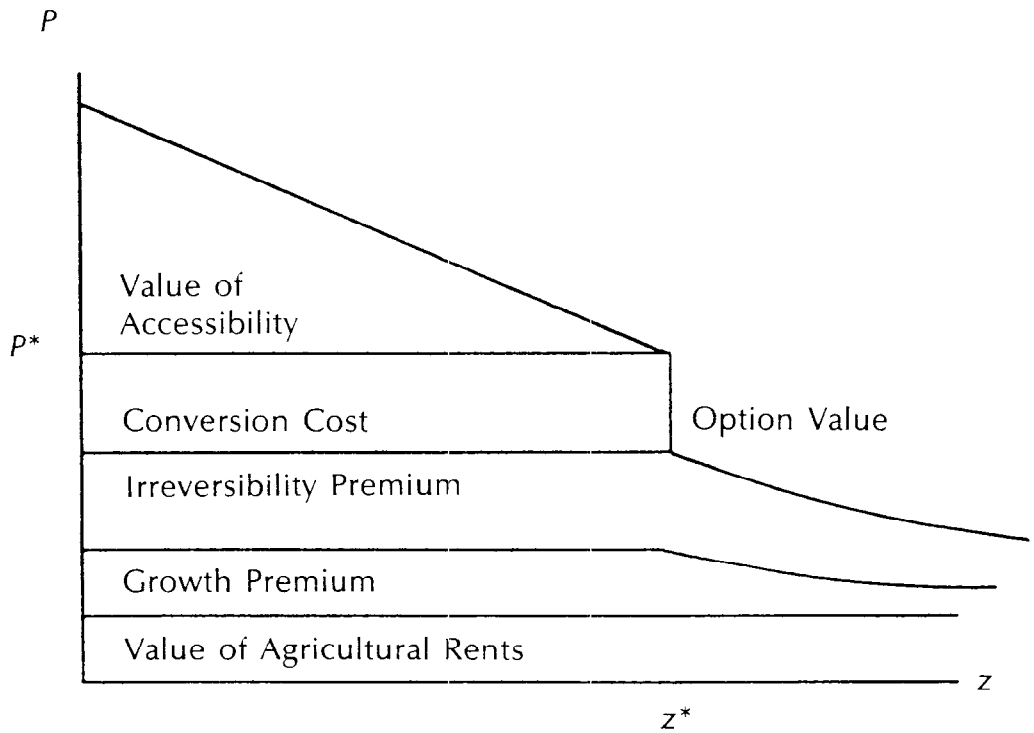 P
Value of
Accessibility
P*
Conversion Cost
Option Value
Irreversibility Premium
Growth Premium
Value of Agricultural Rents
z
z*